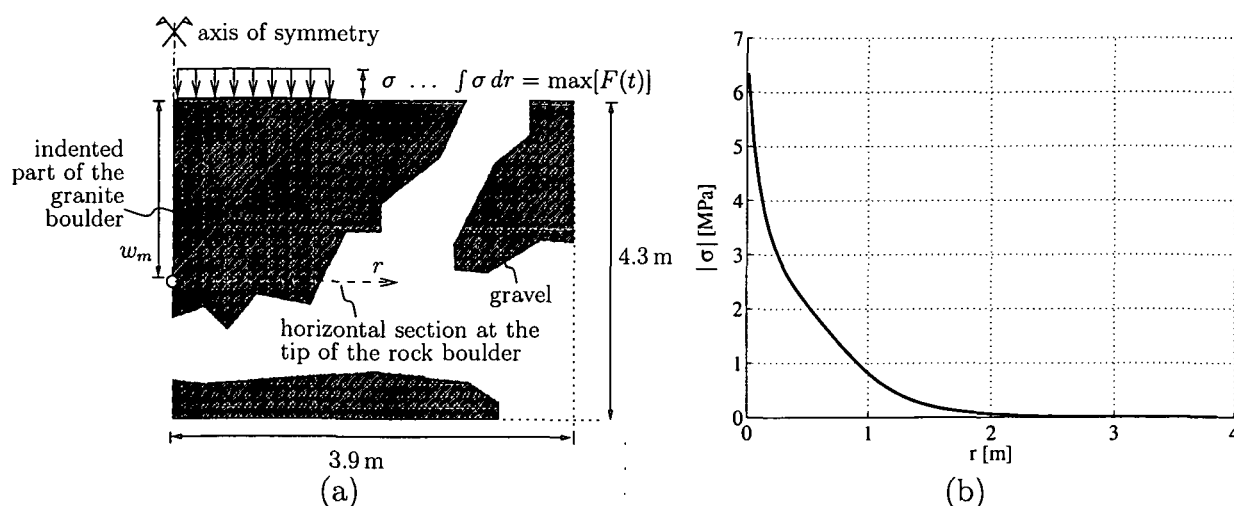 axis of symmetry
σ … ∫ σ dr = max[F(t)]
indented
part of the
granite
boulder
w_m
r
4.3 m
gravel
horizontal section at the
tip of the rock boulder
3.9 m
(a)
7
6
5
4
3
2
1
0
|σ| [MPa]
0
1
2
3
4
r [m]
(b)